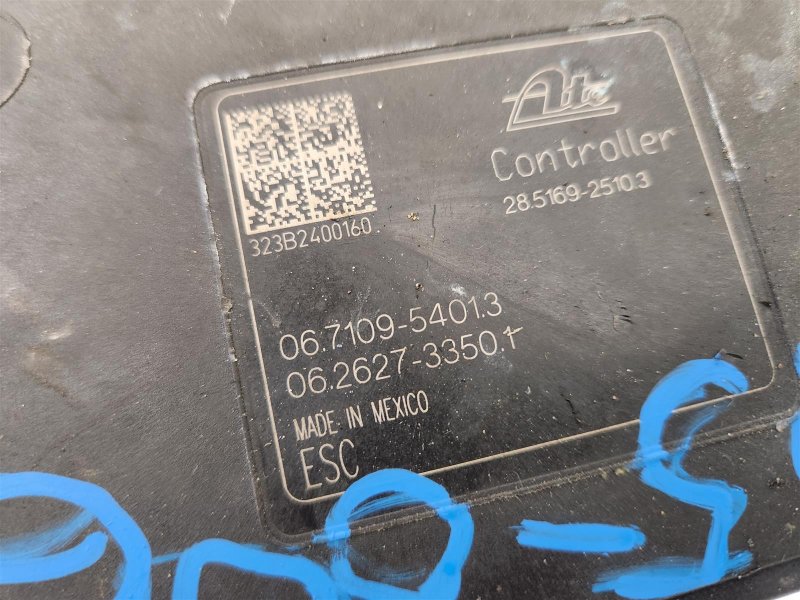 Ate
Controller
28.5169-2510.3
323B2400160
06.7109-5401.3
06.2627-3350.1
MADE IN MEXICO
ESC